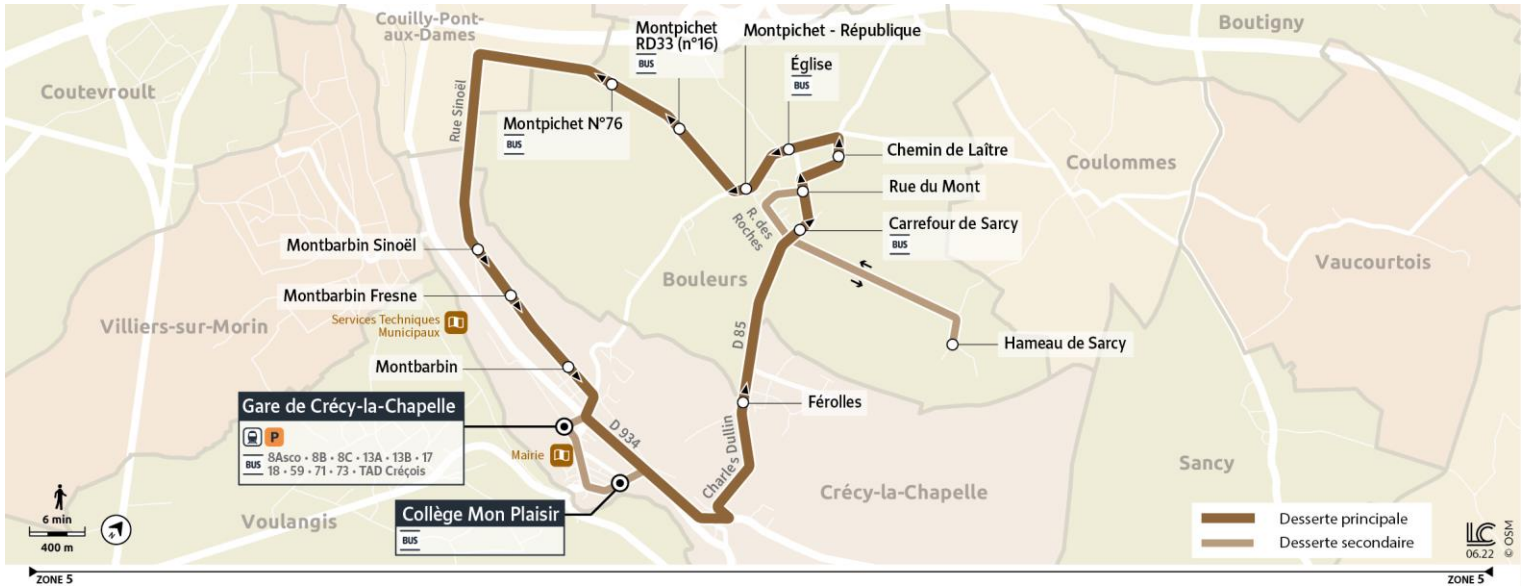 Couilly-Pont-
aux-Dames
Boutigny
Montpichet
RD33 (n°16)
BUS
Montpichet - République
Église
BUS
Coutevroult
Rue Sinoël
Montpichet N°76
BUS
Chemin de Laître
Coulommes
Rue du Mont
R. des
Roches
Carrefour de Sarcy
BUS
Montbarbin Sinoël
Bouleurs
Vaucourtois
Montbarbin Fresne
Services Techniques
Municipaux
Villiers-sur-Morin
D 85
Hameau de Sarcy
Montbarbin
Férolles
Gare de Crécy-la-Chapelle
P
BUS
8Asco • 8B • 8C • 13A • 13B • 17
18 • 59 • 71 • 73 • TAD Créçois
D 934
Mairie
Charles Dullin
Sancy
Crécy-la-Chapelle
Collège Mon Plaisir
BUS
Voulangis
6 min
400 m
N
Desserte principale
Desserte secondaire
LC
06.22
© OSM
ZONE 5
ZONE 5